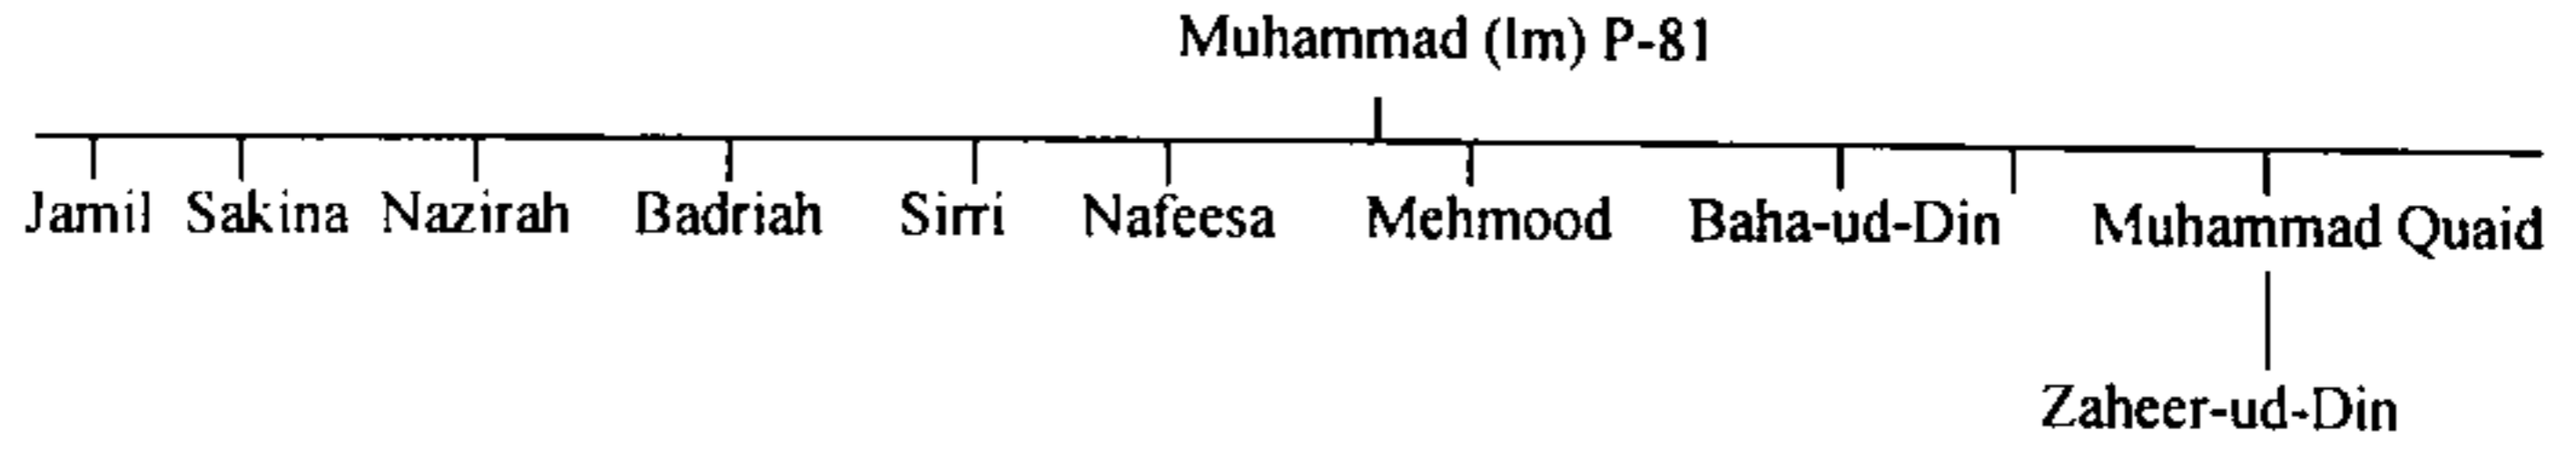 Muhammad (Im) P-81
Jamil Sakina Nazirah Badriah Sirri Nafeesa Mehmood Baha-ud-Din Muhammad Quaid
Zaheer-ud-Din